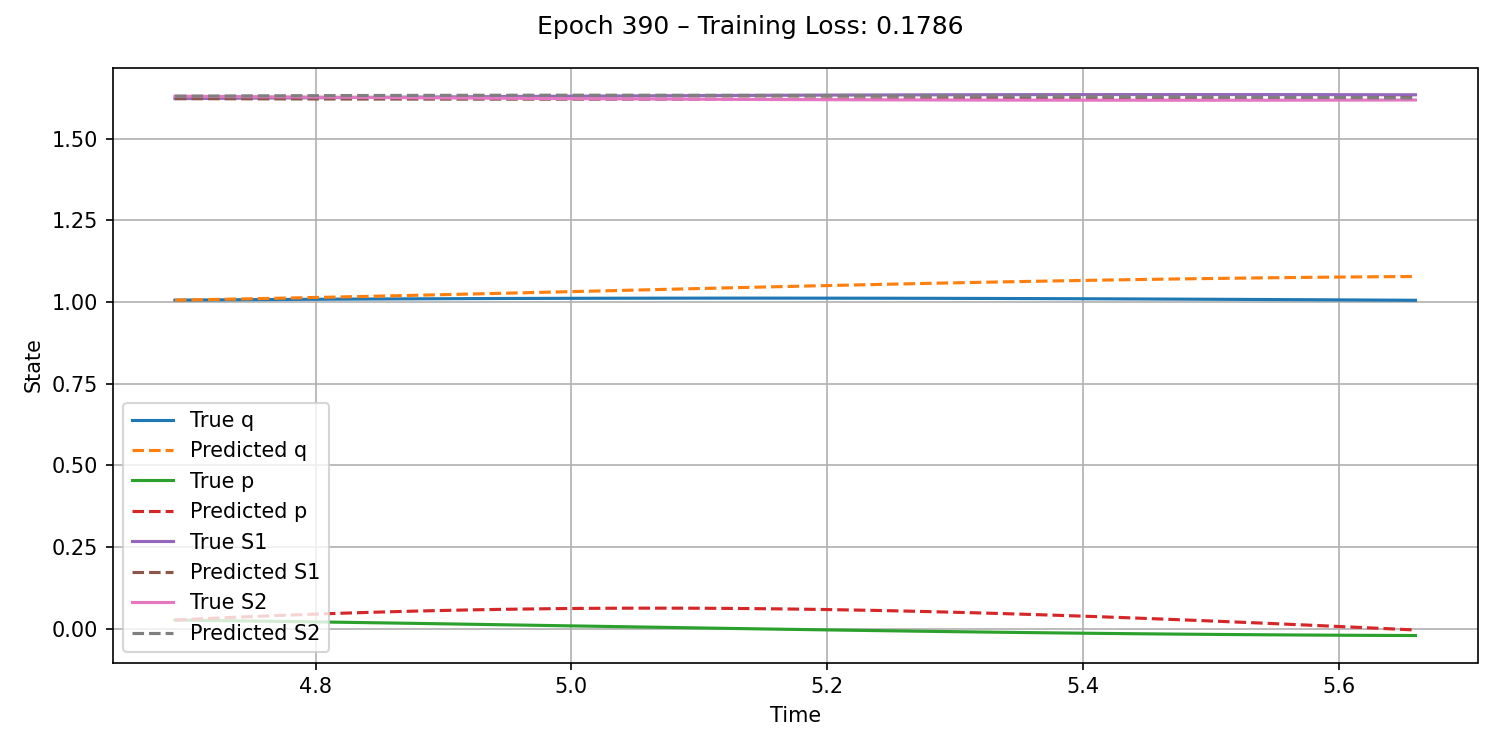 Epoch 390 – Training Loss: 0.1786
1.50
1.25
1.00
0.75
0.50
0.25
0.00
State
True q
Predicted q
True p
Predicted p
True S1
Predicted S1
True S2
Predicted S2
4.8
5.0
5.2
5.4
5.6
Time